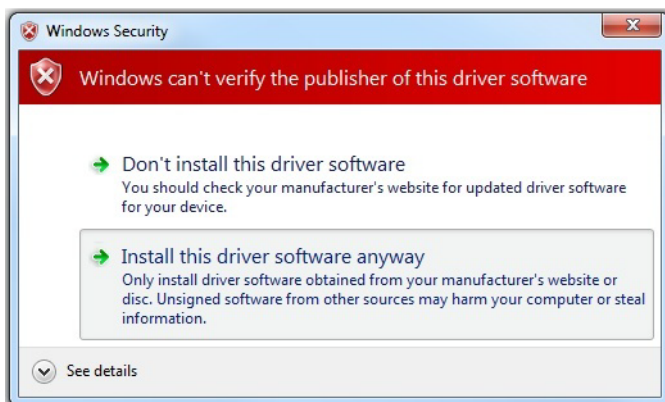 Windows Security
Windows can't verify the publisher of this driver software
Don't install this driver software
You should check your manufacturer's website for updated driver software
for your device.
Install this driver software anyway
Only install driver software obtained from your manufacturer's website or
disc. Unsigned software from other sources may harm your computer or steal
information.
See details